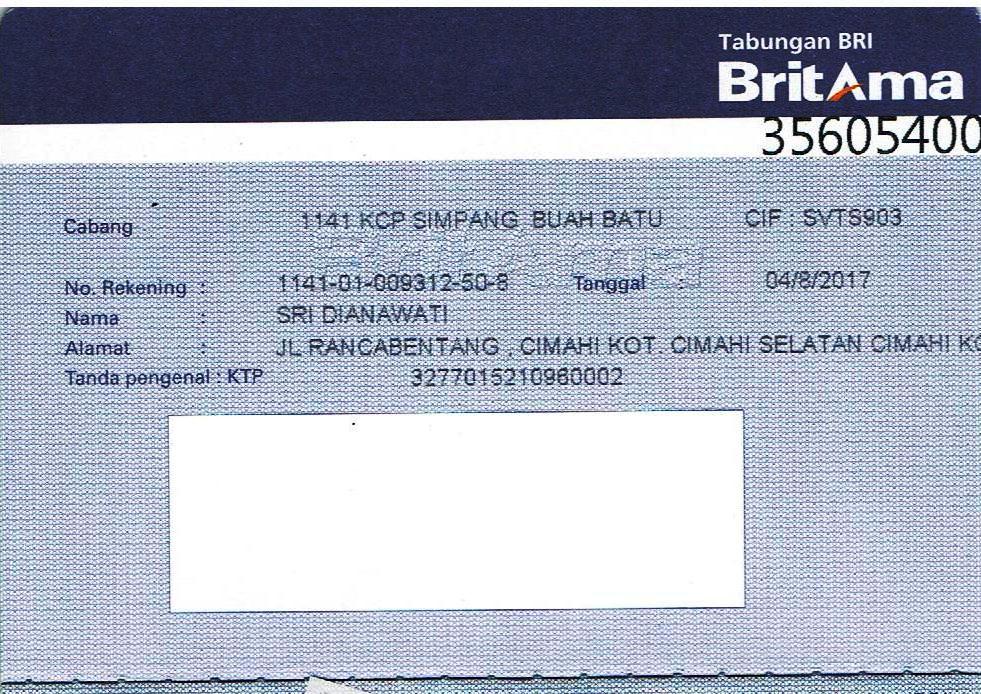 Tabungan BRI
BritAma
35605400
Cabang 1141 KCP SIMPANG BUAH BATU CIF : SVTS903
No. Rekening : 1141-01-009312-50-8 Tanggal : 04/8/2017
Nama : SRI DIANAWATI
Alamat : JL RANCABENTANG , CIMAHI KOT. CIMAHI SELATAN CIMAHI KO
Tanda pengenal : KTP 3277015210960002